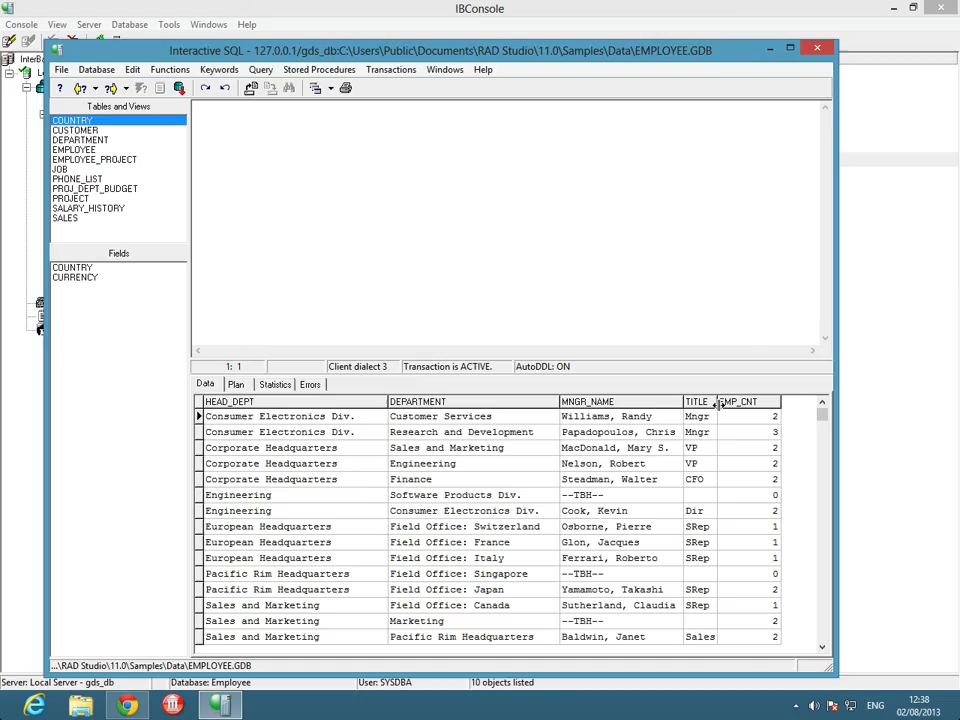 IBConsole
Console View Server Database Tools Windows Help
Interactive SQL - 127.0.0.1/gds_db:C:\Users\Public\Documents\RAD Studio\11.0\Samples\Data\EMPLOYEE.GDB
File Database Edit Functions Keywords Query Stored Procedures Transactions Windows Help
Tables and Views
COUNTRY
CUSTOMER
DEPARTMENT
EMPLOYEE
EMPLOYEE_PROJECT
JOB
PHONE_LIST
PROJ_DEPT_BUDGET
PROJECT
SALARY_HISTORY
SALES
Fields
COUNTRY
CURRENCY
1: 1 Client dialect 3 Transaction is ACTIVE. AutoDDL: ON
Data Plan Statistics Errors
HEAD_DEPT DEPARTMENT MNGR_NAME TITLE EMP_CNT
Consumer Electronics Div. Customer Services Williams, Randy Mngr 2
Consumer Electronics Div. Research and Development Papadopoulos, Chris Mngr 3
Corporate Headquarters Sales and Marketing MacDonald, Mary S. VP 2
Corporate Headquarters Engineering Nelson, Robert VP 2
Corporate Headquarters Finance Steadman, Walter CFO 2
Engineering Software Products Div. --TBH-- 0
Engineering Consumer Electronics Div. Cook, Kevin Dir 2
European Headquarters Field Office: Switzerland Osborne, Pierre SRep 1
European Headquarters Field Office: France Glon, Jacques SRep 1
European Headquarters Field Office: Italy Ferrari, Roberto SRep 1
Pacific Rim Headquarters Field Office: Singapore --TBH-- 0
Pacific Rim Headquarters Field Office: Japan Yamamoto, Takashi SRep 2
Sales and Marketing Field Office: Canada Sutherland, Claudia SRep 1
Sales and Marketing Marketing --TBH-- 2
Sales and Marketing Pacific Rim Headquarters Baldwin, Janet Sales 2
...\RAD Studio\11.0\Samples\Data\EMPLOYEE.GDB
Server: Local Server - gds_db Database: Employee User: SYSDBA 10 objects listed
ENG
12:38
02/08/2013